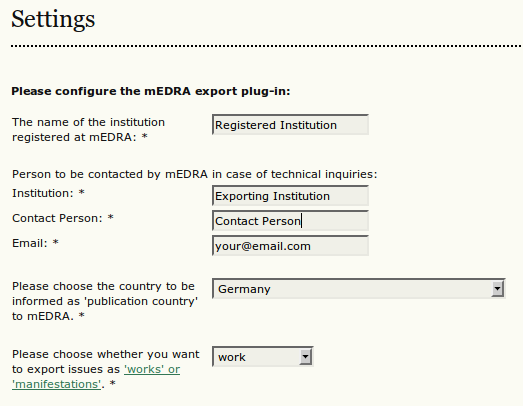 Settings
Please configure the mEDRA export plug-in:
The name of the institution
registered at mEDRA: *
Registered Institution
Person to be contacted by mEDRA in case of technical inquiries:
Institution: *
Exporting Institution
Contact Person: *
Contact Person
Email: *
your@email.com
Please choose the country to be
informed as 'publication country'
to mEDRA. *
Germany
Please choose whether you want
to export issues as 'works' or
'manifestations'. *
work